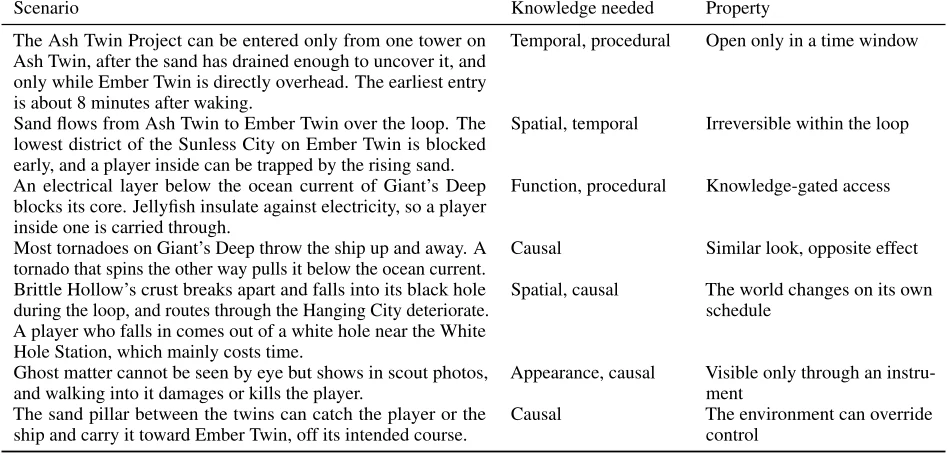 Scenario Knowledge needed Property
The Ash Twin Project can be entered only from one tower on Temporal, procedural Open only in a time window
Ash Twin, after the sand has drained enough to uncover it, and
only while Ember Twin is directly overhead. The earliest entry
is about 8 minutes after waking.
Sand flows from Ash Twin to Ember Twin over the loop. The Spatial, temporal Irreversible within the loop
lowest district of the Sunless City on Ember Twin is blocked
early, and a player inside can be trapped by the rising sand.
An electrical layer below the ocean current of Giant's Deep Function, procedural Knowledge-gated access
blocks its core. Jellyfish insulate against electricity, so a player
inside one is carried through.
Most tornadoes on Giant's Deep throw the ship up and away. A Causal Similar look, opposite effect
tornado that spins the other way pulls it below the ocean current.
Brittle Hollow's crust breaks apart and falls into its black hole Spatial, causal The world changes on its own
during the loop, and routes through the Hanging City deteriorate. schedule
A player who falls in comes out of a white hole near the White
Hole Station, which mainly costs time.
Ghost matter cannot be seen by eye but shows in scout photos, Appearance, causal Visible only through an instru-
and walking into it damages or kills the player. ment
The sand pillar between the twins can catch the player or the Causal The environment can override
ship and carry it toward Ember Twin, off its intended course. control